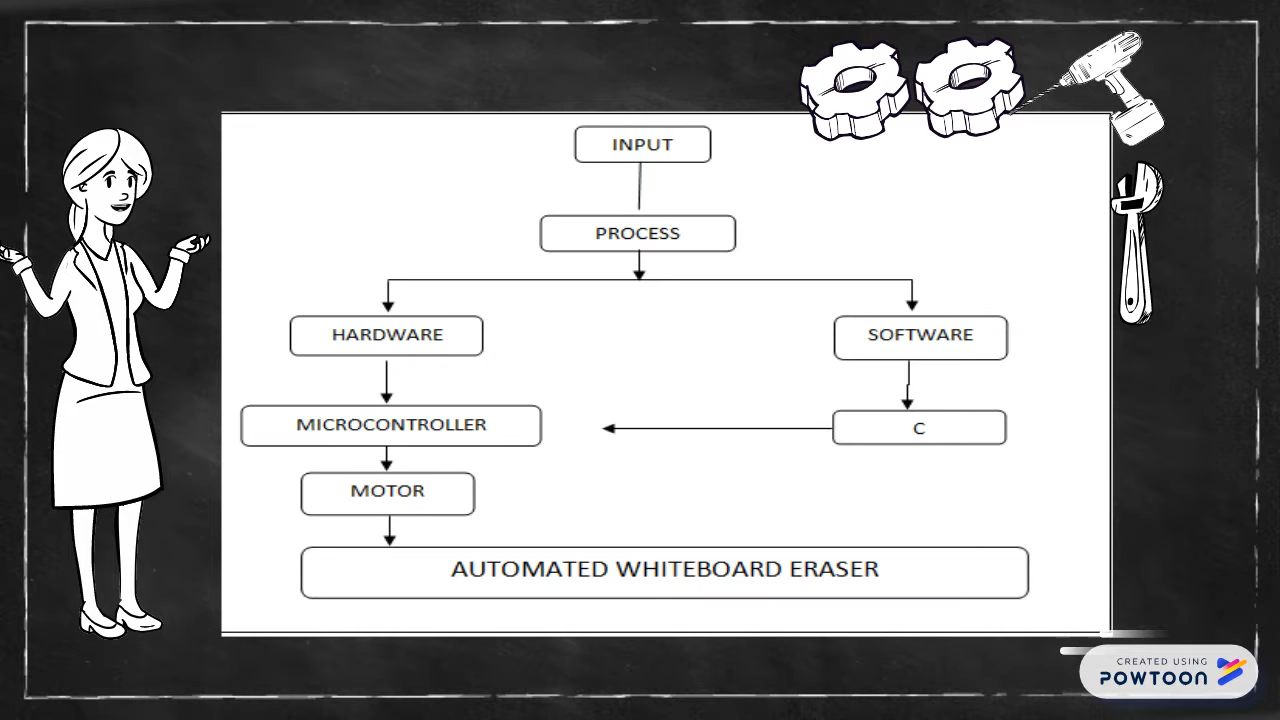 INPUT
PROCESS
HARDWARE
SOFTWARE
MICROCONTROLLER
C
MOTOR
AUTOMATED WHITEBOARD ERASER
CREATED USING
POWTOON